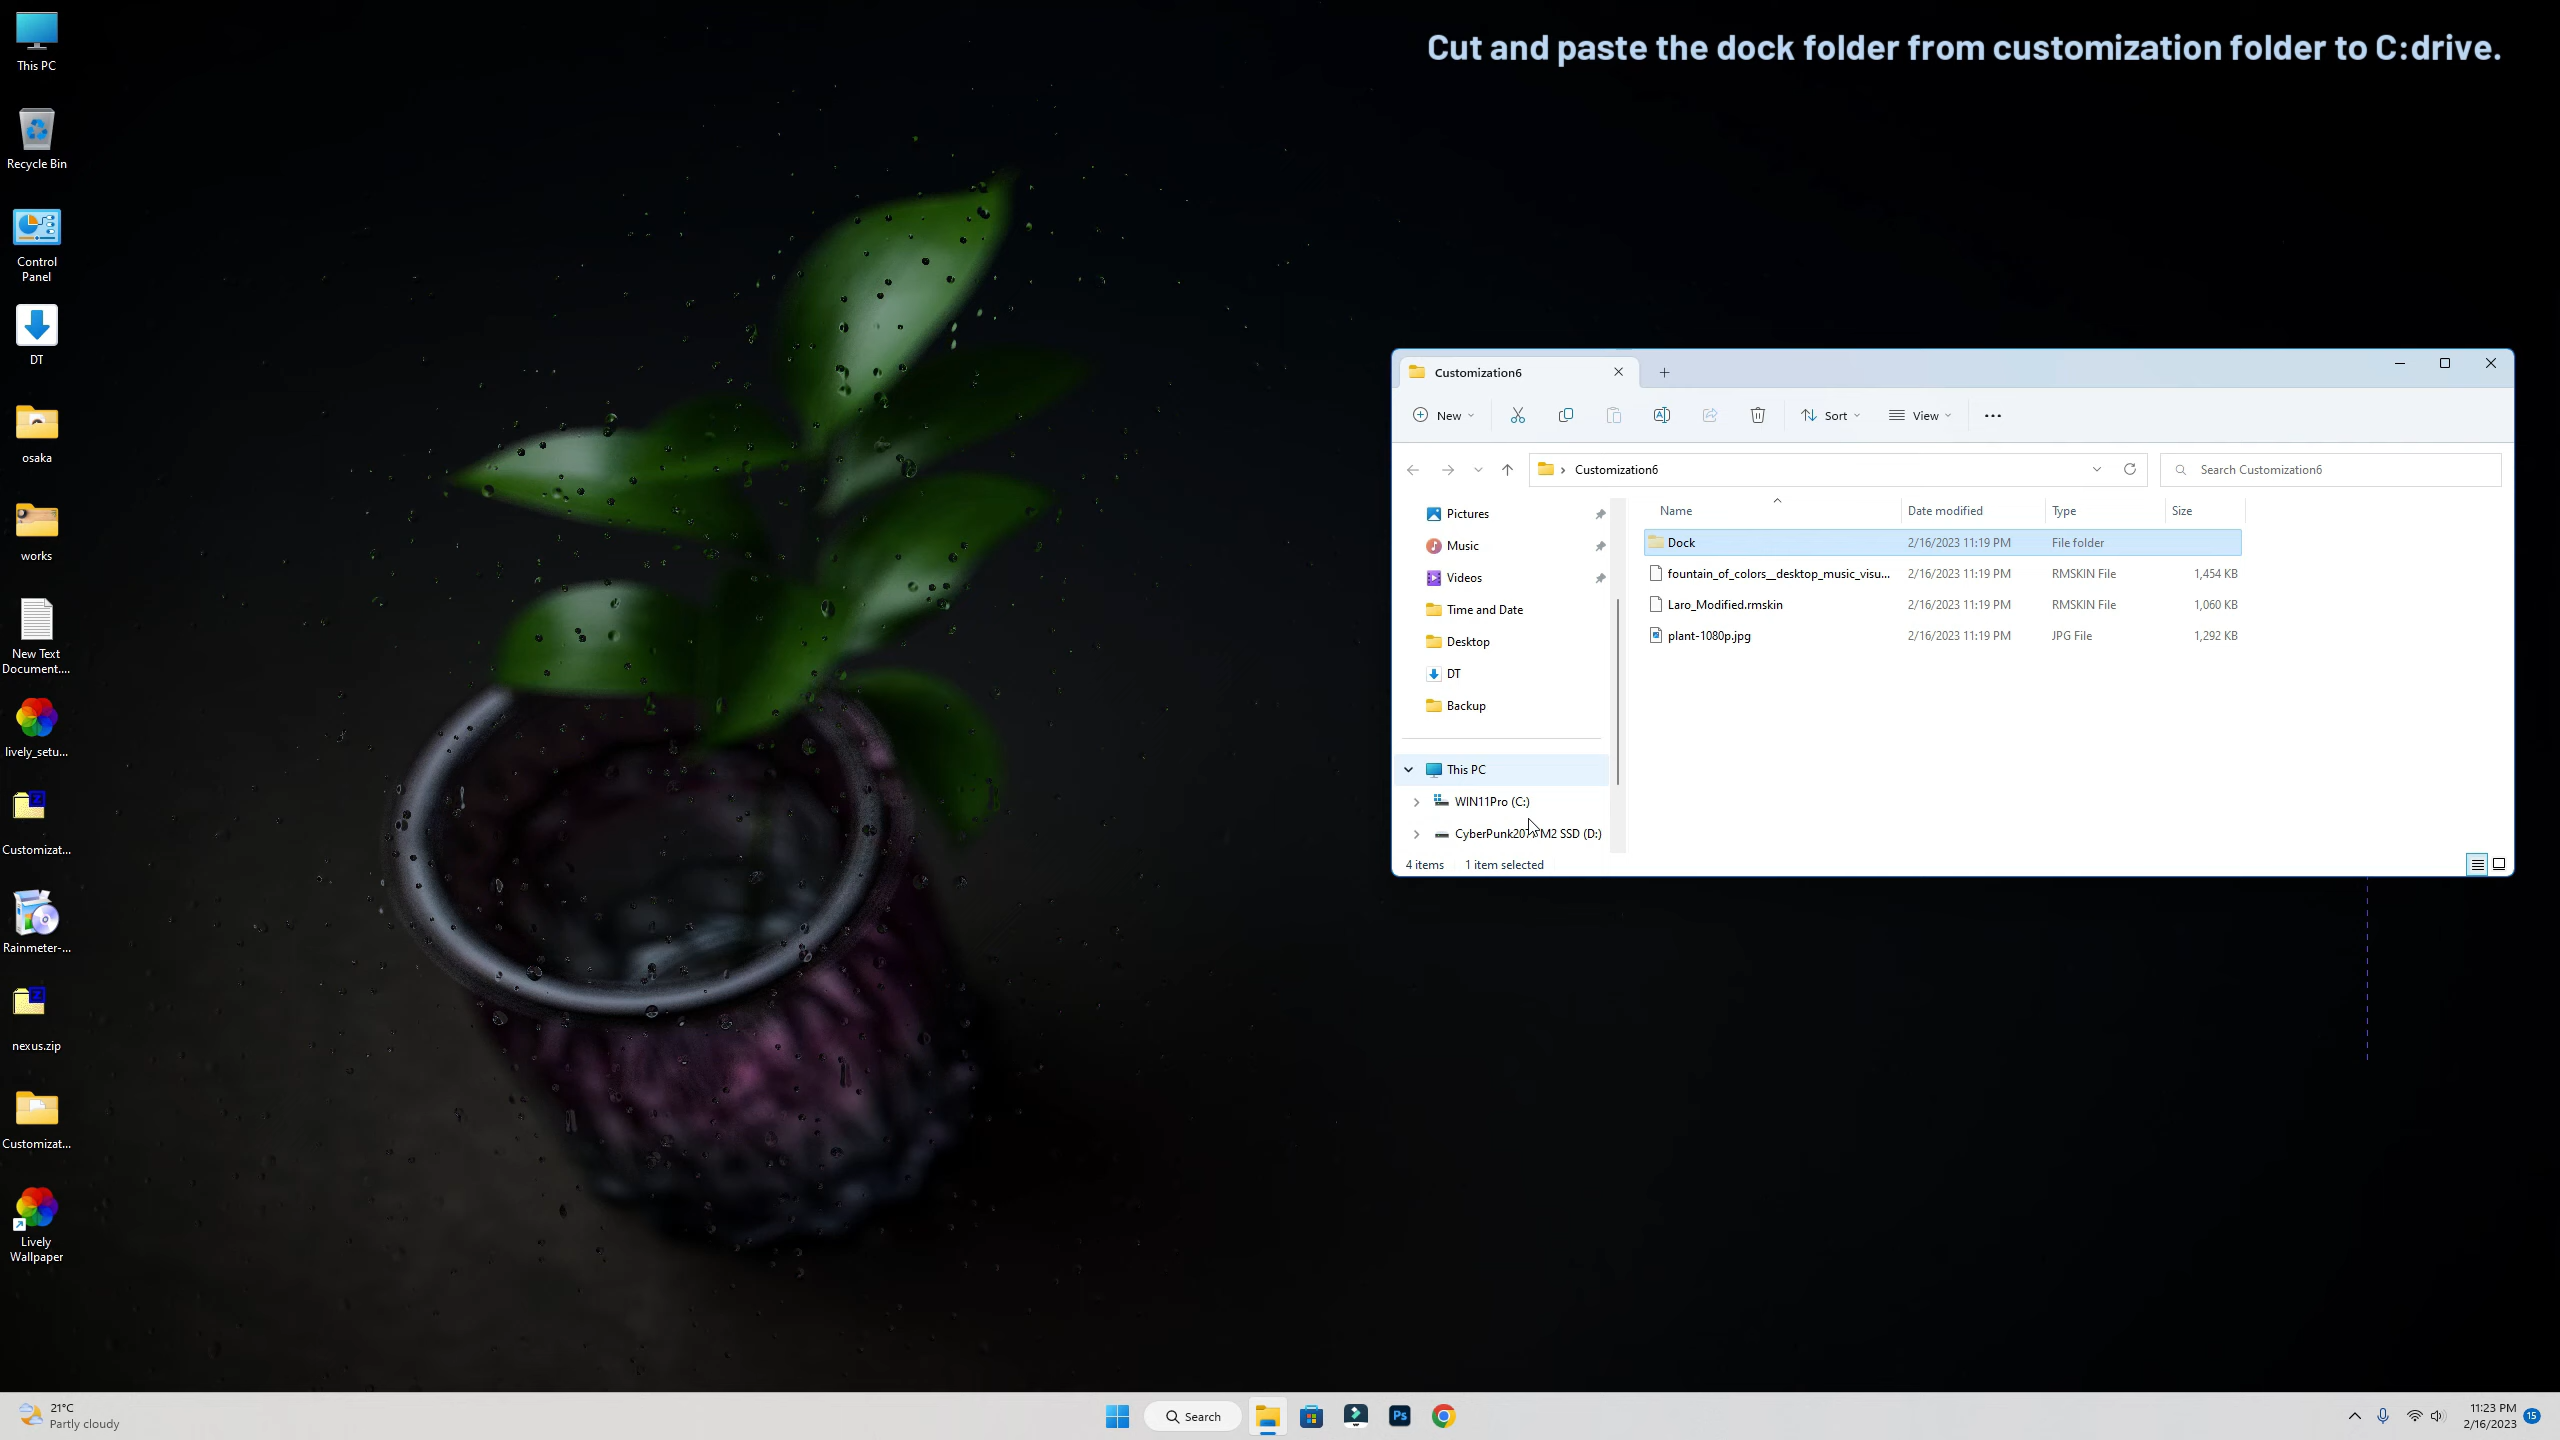 Cut and paste the dock folder from customization folder to C:drive.
This PC
Recycle Bin
Control
Panel
DT
osaka
works
New Text
Document....
lively_setu...
Customizat...
Rainmeter-...
nexus.zip
Customizat...
Lively
Wallpaper
Customization6
New
Sort
View
Customization6
Search Customization6
Pictures
Music
Videos
Time and Date
Desktop
DT
Backup
This PC
WIN11Pro (C:)
CyberPunk2077 M2 SSD (D:)
Name Date modified Type Size
Dock 2/16/2023 11:19 PM File folder
fountain_of_colors__desktop_music_visu... 2/16/2023 11:19 PM RMSKIN File 1,454 KB
Laro_Modified.rmskin 2/16/2023 11:19 PM RMSKIN File 1,060 KB
plant-1080p.jpg 2/16/2023 11:19 PM JPG File 1,292 KB
4 items 1 item selected
21°C
Partly cloudy
Search
Ps
11:23 PM
2/16/2023
15